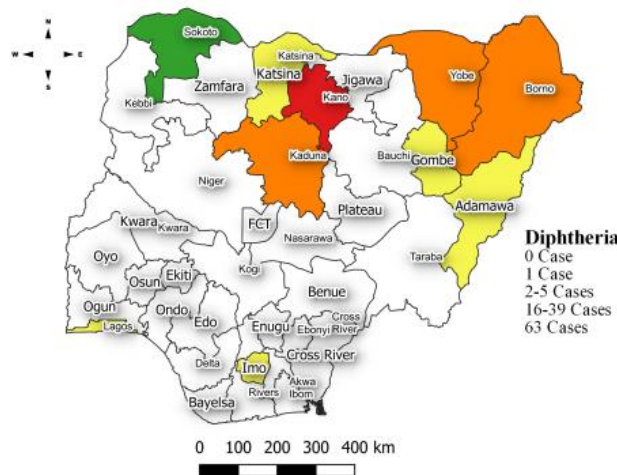 N
W E
S
Sokoto
Katsina
Katsina
Zamfara
Jigawa
Kano
Kebbi
Yobe
Borno
Kaduna
Bauchi
Gombe
Niger
Adamawa
Plateau
FCT
Kwara
Kwara
Nasarawa
Taraba
Oyo
Kogi
Osun
Ekiti
Benue
Ogun
Lagos
Ondo
Edo
Enugu
Ebonyi
Cross
River
Cross River
Delta
Imo
Bayelsa
Rivers
Akwa
Ibom
Diphtheria
0 Case
1 Case
2-5 Cases
16-39 Cases
63 Cases
0 100 200 300 400 km